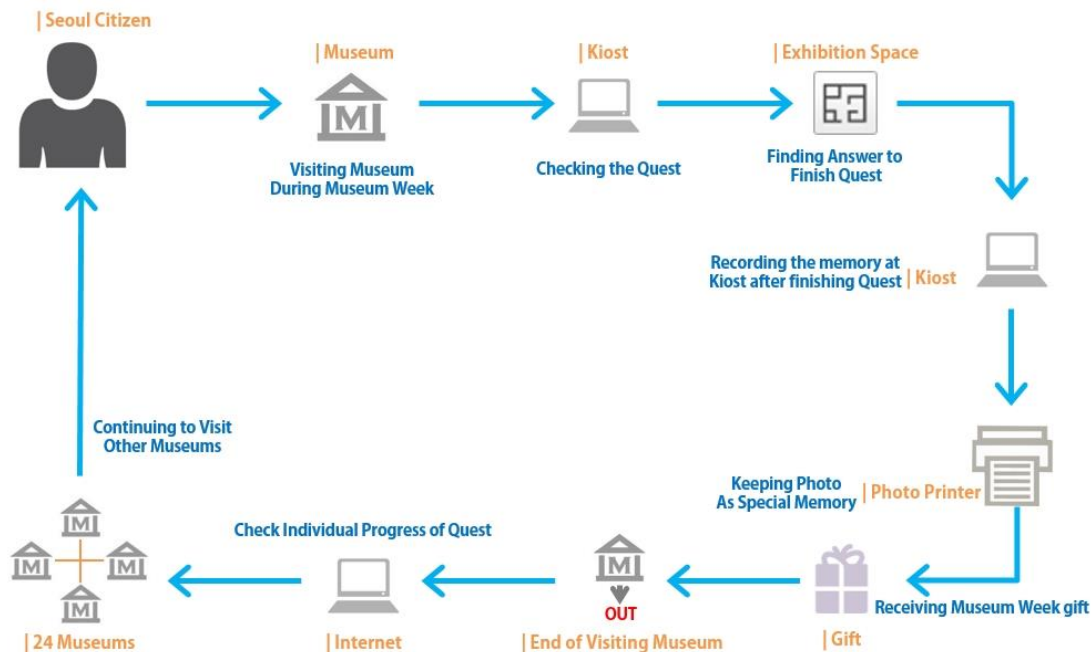 | Seoul Citizen
| Museum
M
Visiting Museum
During Museum Week
| Kiost
Checking the Quest
| Exhibition Space
Finding Answer to
Finish Quest
Recording the memory at
Kiost after finishing Quest
| Kiost
Keeping Photo
As Special Memory
| Photo Printer
Receiving Museum Week gift
| Gift
M
OUT
| End of Visiting Museum
Check Individual Progress of Quest
| Internet
M
M
M
M
| 24 Museums
Continuing to Visit
Other Museums